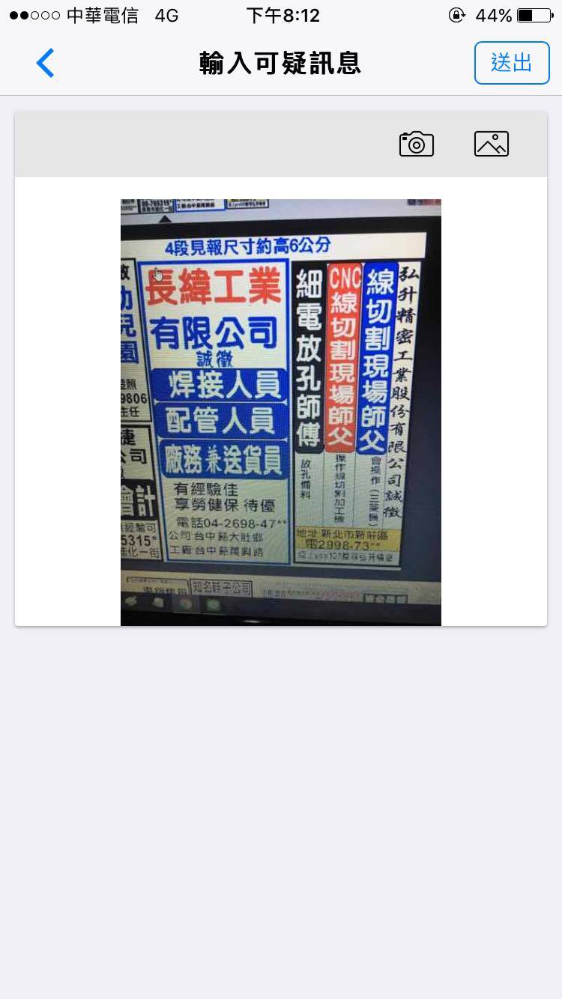 中華電信 4G 下午8:12 44%
輸入可疑訊息
送出
4段見報尺寸約高6公分
長緯工業
有限公司
誠徵
焊接人員
配管人員
廠務兼送貨員
有經驗佳
享勞健保 待優
電話04-2698-47**
公司:台中縣大肚鄉
工廠:台中縣萬興路
細電放孔師傅
放孔備料
CNC線切割現場師父
操作線切割加工機
線切割現場師父
會操作(三菱機)
弘升精密工業股份有限公司誠徵
地址:新北市新莊區
電2998-73**
幼兒園
9806
主任
公司
會計
經驗可
5315*
佳化一街
知名鞋子公司